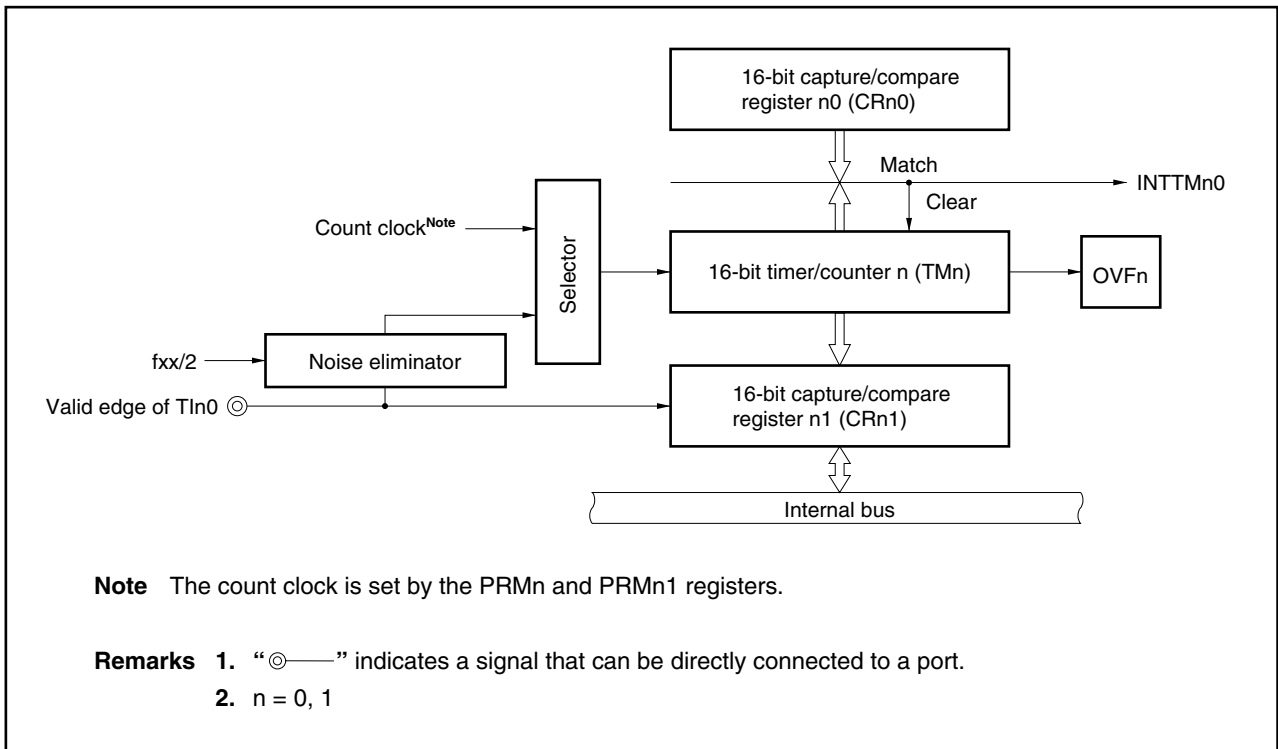 16-bit capture/compare
register n0 (CRn0)
Match
INTTMn0
Clear
Count clockNote
Selector
16-bit timer/counter n (TMn)
OVFn
fxx/2
Noise eliminator
Valid edge of TIn0
16-bit capture/compare
register n1 (CRn1)
Internal bus
Note The count clock is set by the PRMn and PRMn1 registers.
Remarks 1. “◎——” indicates a signal that can be directly connected to a port.
2. n = 0, 1